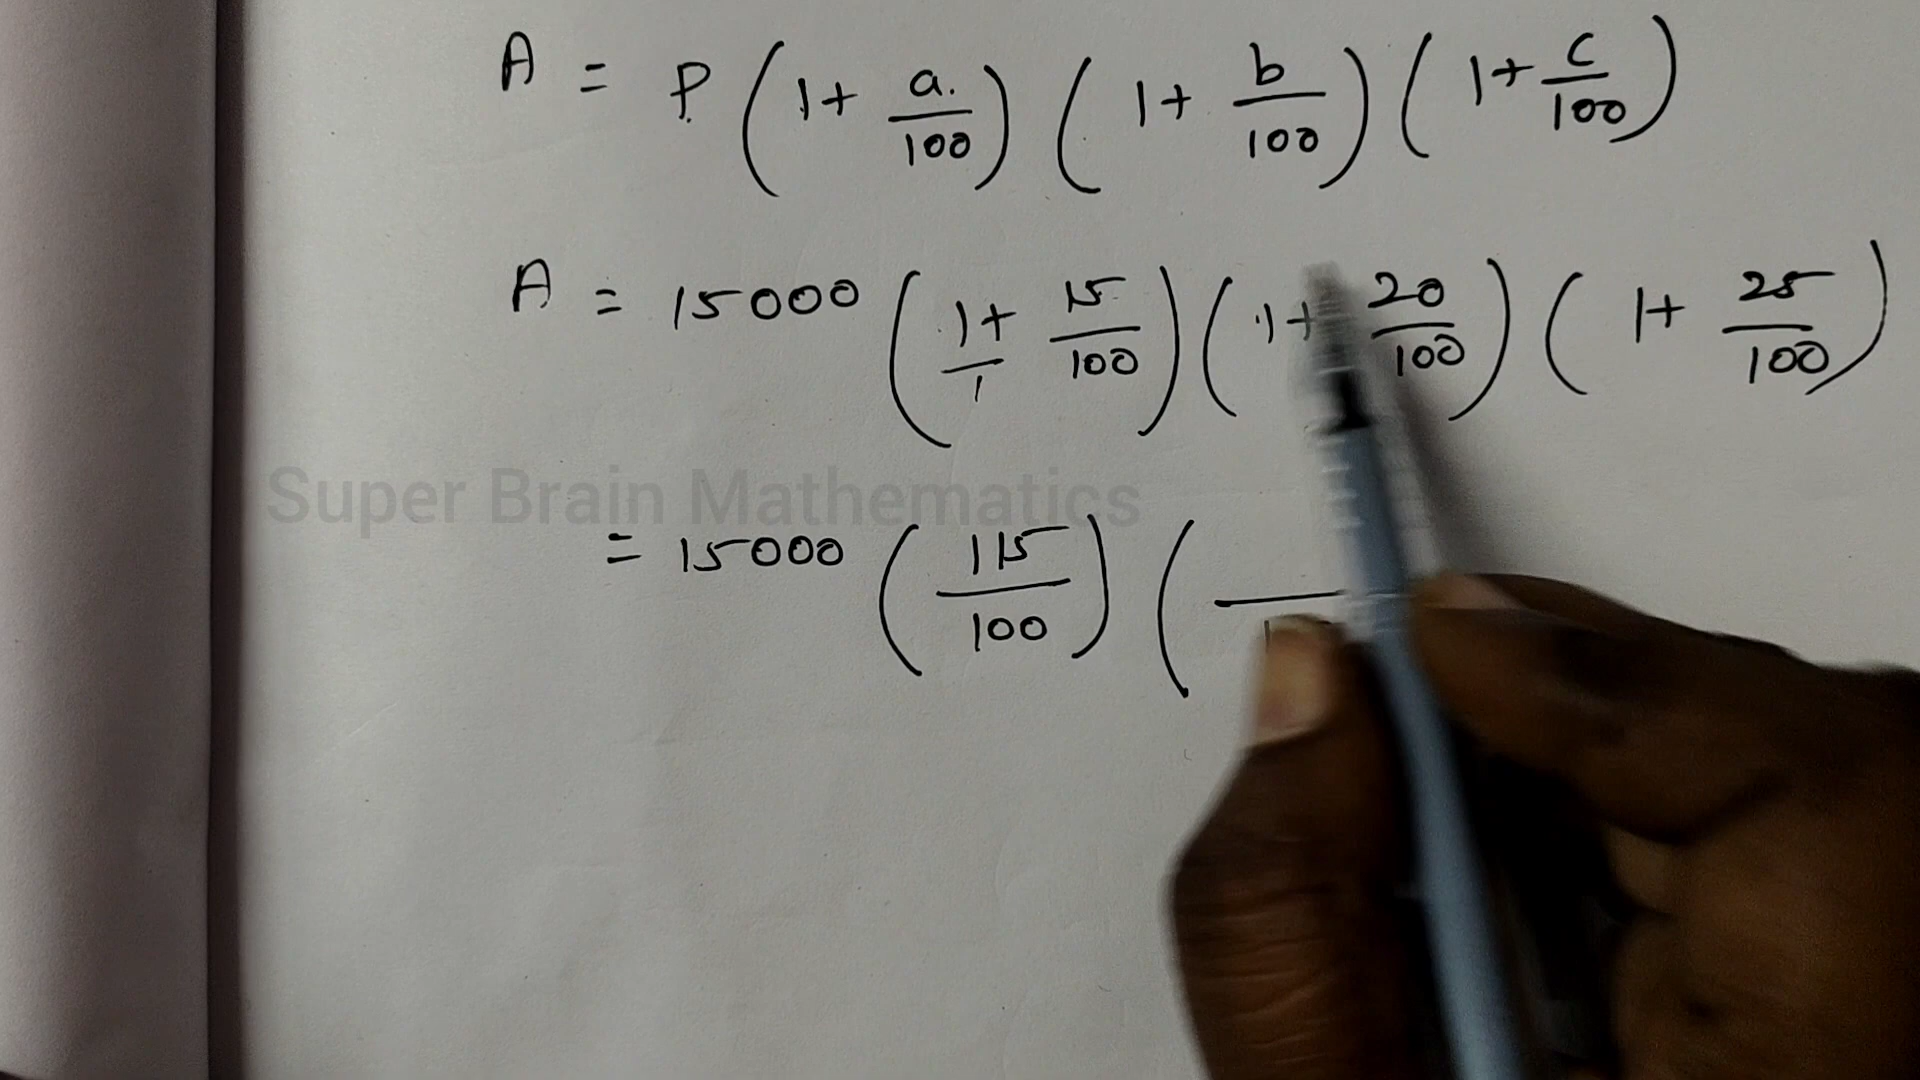 A = P (1 + a/100) (1 + b/100) (1 + c/100)
A = 15000 (1/1 + 15/100) (1 + 20/100) (1 + 25/100)
Super Brain Mathematics
= 15000 (115/100) (